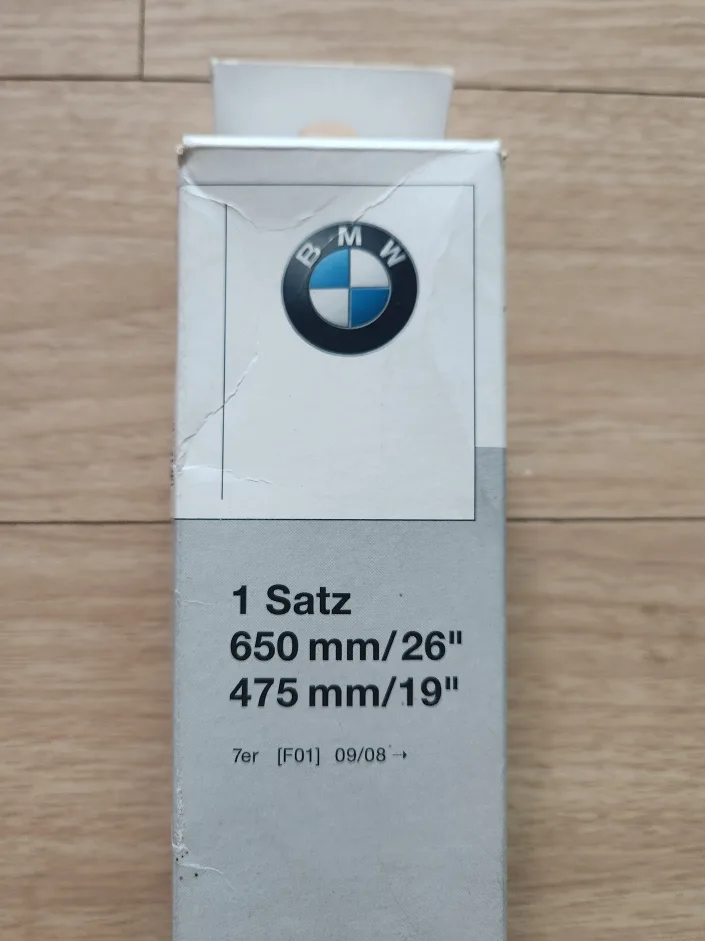 BMW
1 Satz
650 mm/26"
475 mm/19"
7er [F01] 09/08 →